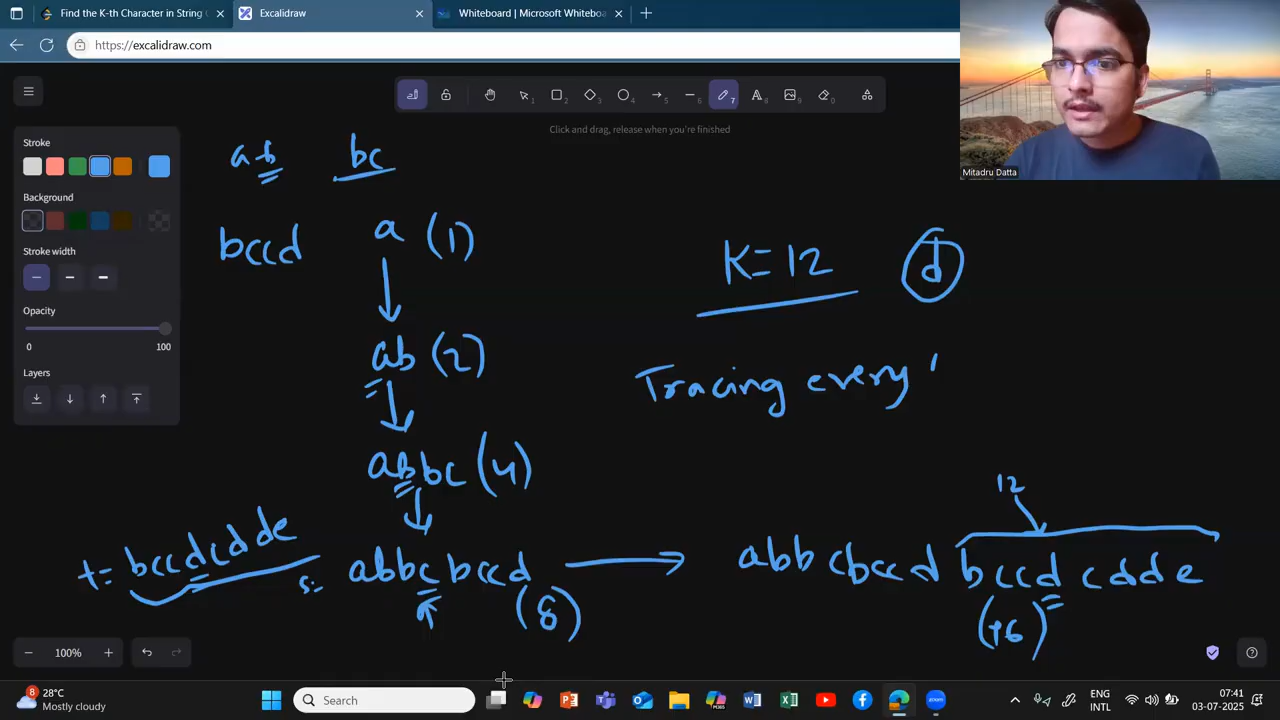 Find the K-th Character in String
Excalidraw
Whiteboard | Microsoft Whiteboa
https://excalidraw.com
Click and drag, release when you're finished
Mitadru Datta
Stroke
Background
Stroke width
Opacity
0 100
Layers
ab bc
bccd a (1)
K=12 d
ab (2)
Tracing every
abbc (4)
12
t= bccdcdde
s= abbcbccd
(8)
abbcbccd bccdcdde
(16)
100%
28°C
Mostly cloudy
Search
ENG
INTL
07:41
03-07-2025